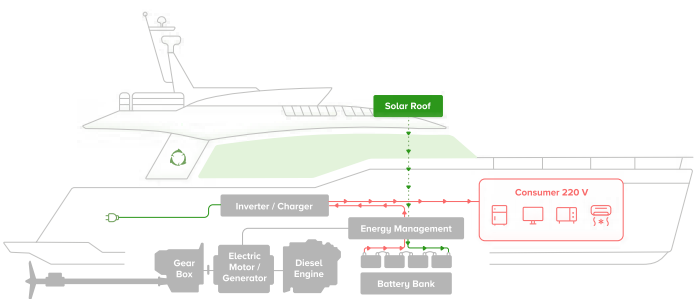 Solar Roof
Consumer 220 V
Inverter / Charger
Energy Management
Gear
Box
Electric
Motor /
Generator
Diesel
Engine
Battery Bank